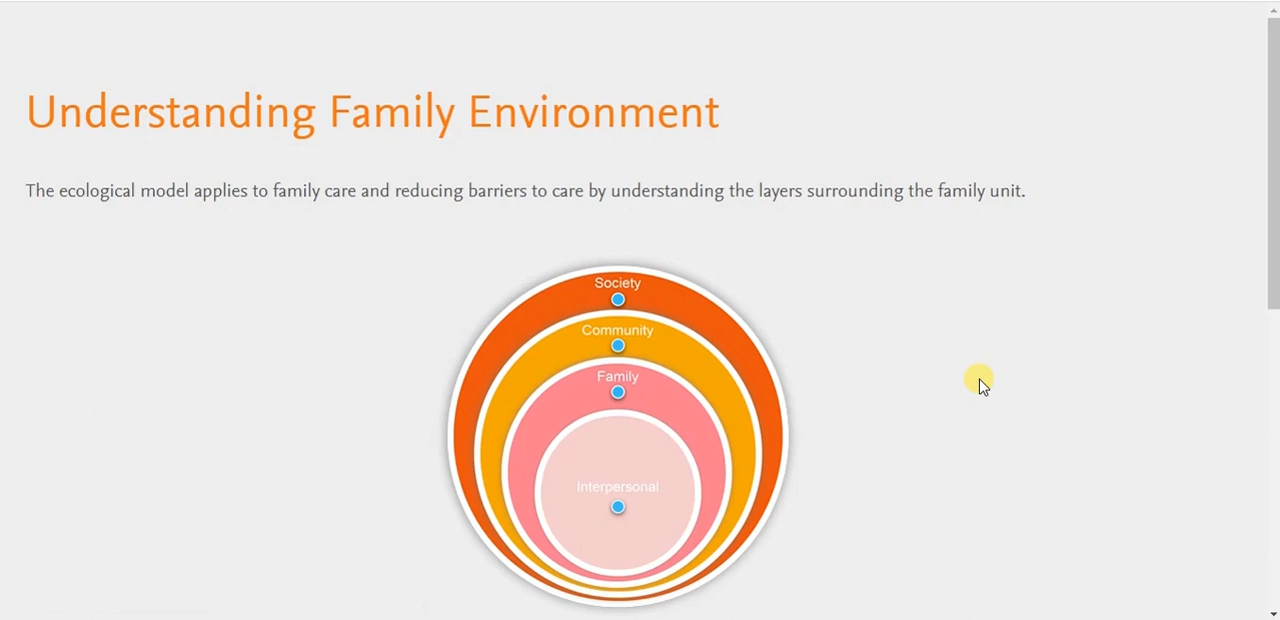 Understanding Family Environment
The ecological model applies to family care and reducing barriers to care by understanding the layers surrounding the family unit.
Society
Community
Family
Interpersonal